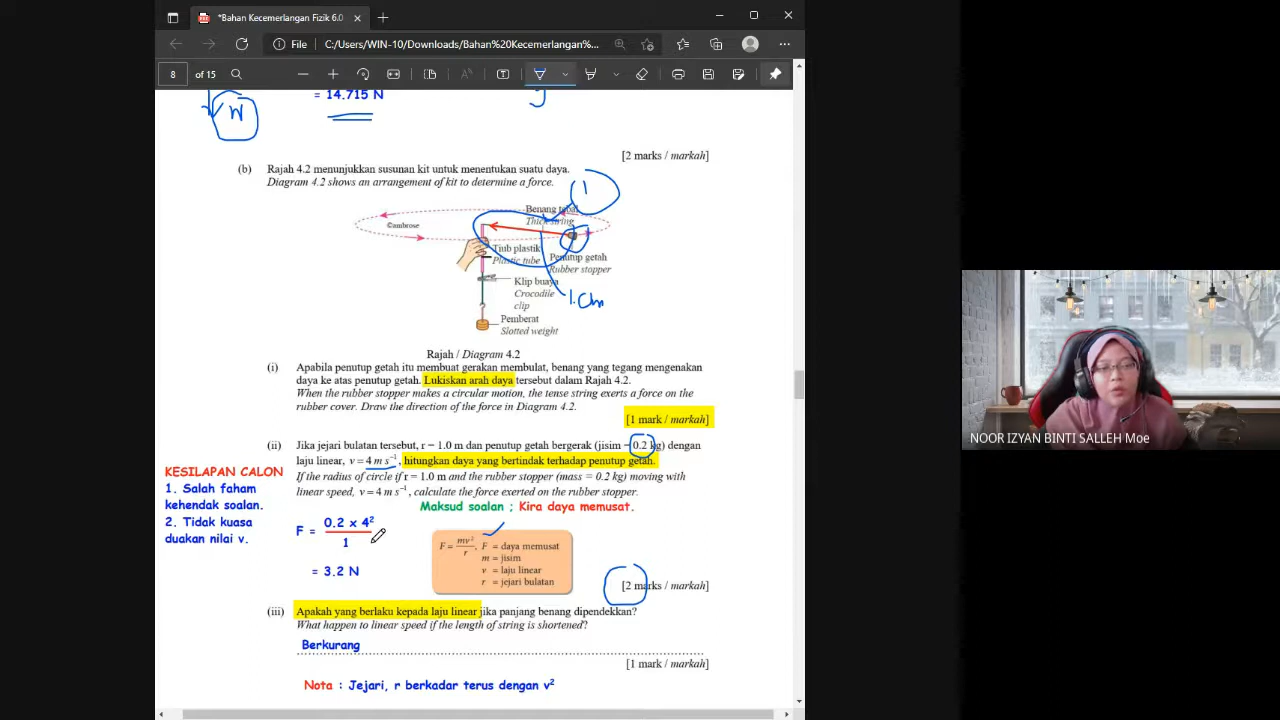 *Bahan Kecemerlangan Fizik 6.0
File
C:/Users/WIN-10/Downloads/Bahan%20Kecemerlangan%...
8 of 15
W
= 14.715 N
g
[2 marks / markah]
(b) Rajah 4.2 menunjukkan susunan kit untuk menentukan suatu daya.
Diagram 4.2 shows an arrangement of kit to determine a force.
1
Benang tebal
Thick string
©ambrose
Tiub plastik
Plastic tube
Penutup getah
Rubber stopper
Klip buaya
Crocodile
clip
1.0m
Pemberat
Slotted weight
Rajah / Diagram 4.2
(i) Apabila penutup getah itu membuat gerakan membulat, benang yang tegang mengenakan
daya ke atas penutup getah. Lukiskan arah daya tersebut dalam Rajah 4.2.
When the rubber stopper makes a circular motion, the tense string exerts a force on the
rubber cover. Draw the direction of the force in Diagram 4.2.
[1 mark / markah]
(ii) Jika jejari bulatan tersebut, r = 1.0 m dan penutup getah bergerak (jisim = 0.2 kg) dengan
laju linear, v = 4 m s⁻¹, hitungkan daya yang bertindak terhadap penutup getah.
If the radius of circle if r = 1.0 m and the rubber stopper (mass = 0.2 kg) moving with
linear speed, v = 4 m s⁻¹, calculate the force exerted on the rubber stopper.
KESILAPAN CALON
1. Salah faham
kehendak soalan.
2. Tidak kuasa
duakan nilai v.
Maksud soalan ; Kira daya memusat.
F = 0.2 x 4²
1
= 3.2 N
F = mv²/r, F = daya memusat
m = jisim
v = laju linear
r = jejari bulatan
[2 marks / markah]
(iii) Apakah yang berlaku kepada laju linear jika panjang benang dipendekkan?
What happen to linear speed if the length of string is shortened?
Berkurang
[1 mark / markah]
Nota : Jejari, r berkadar terus dengan v²
NOOR IZYAN BINTI SALLEH Moe